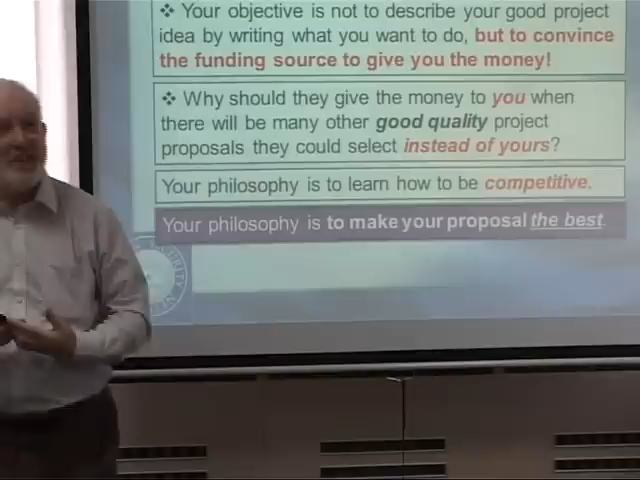 ❖ Your objective is not to describe your good project
idea by writing what you want to do, but to convince
the funding source to give you the money!
❖ Why should they give the money to you when
there will be many other good quality project
proposals they could select instead of yours?
Your philosophy is to learn how to be competitive.
Your philosophy is to make your proposal the best.